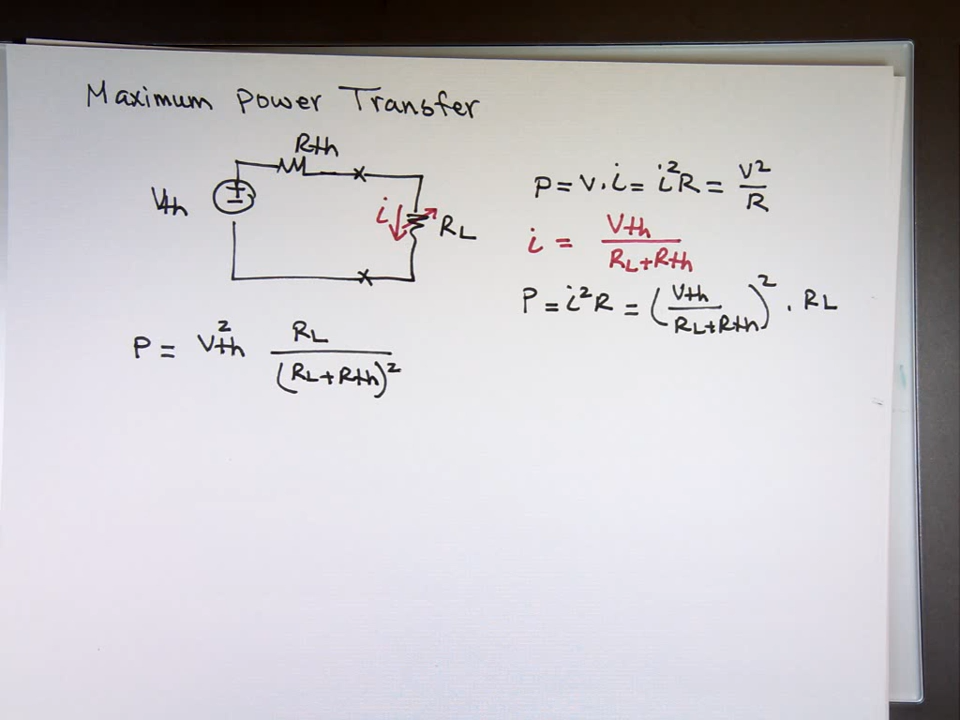 Maximum Power Transfer
Rth
Vth
i
RL
P = V · i = i²R = V²/R
i = Vth/(RL+Rth)
P = i²R = (Vth/(RL+Rth))² · RL
P = Vth² RL/(RL+Rth)²